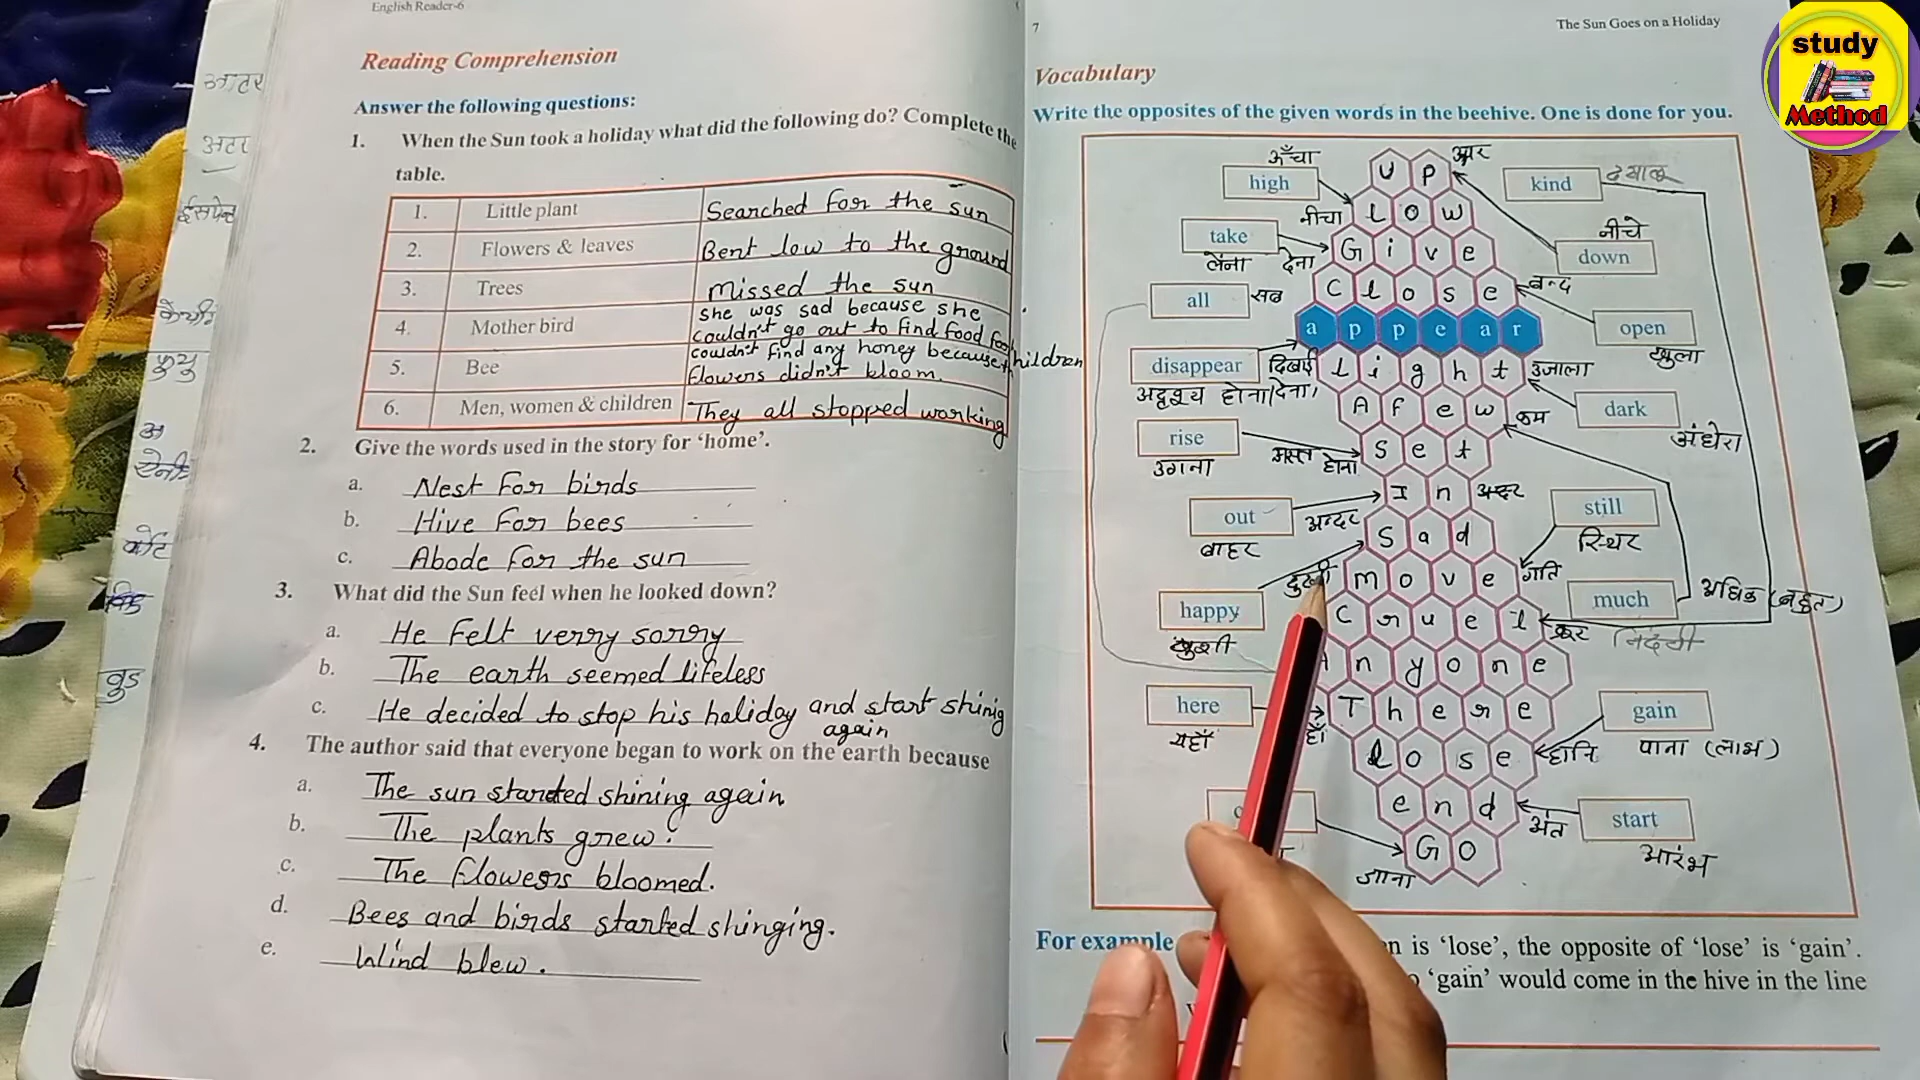 English Reader-6
Reading Comprehension
Answer the following questions:
1. When the Sun took a holiday what did the following do? Complete the
table.
1. Little plant Searched for the sun
2. Flowers & leaves Bent low to the ground
3. Trees missed the sun
4. Mother bird she was sad because she
couldn't go out to find food for children
5. Bee couldn't find any honey because
flowers didn't bloom.
6. Men, women & children They all stopped working
2. Give the words used in the story for ‘home’.
a. Nest for birds
b. Hive for bees
c. Abode for the sun
3. What did the Sun feel when he looked down?
a. He felt verry sorry
b. The earth seemed lifeless
c. He decided to stop his haliday and start shinig
again
4. The author said that everyone began to work on the earth because
a. The sun started shining again
b. The plants grew.
c. The flowers bloomed.
d. Bees and birds started shinging.
e. Wind blew.
7
The Sun Goes on a Holiday
study
Method
Vocabulary
Write the opposites of the given words in the beehive. One is done for you.
ऊँचा
high
UP
kind
नीचा
low
take
Give
नीचे
down
लेना
देना
all
सब
Close
बन्द
open
खुला
appear
disappear
दिखाई
देना
अदृश्य होना
light
उजाला
dark
अंधेरा
A few
कम
rise
उगना
अस्त होना
Set
out
बाहर
अन्दर
In
अन्दर
still
स्थिर
Sad
happy
move
गति
much
अधिक (बहुत)
खुशी
Cruel
क्रूर
निर्दयी
nyone
here
यहाँ
There
gain
पाना (लाभ)
lose
हानि
end
अंत
start
आरंभ
GO
जाना
For example
is ‘lose’, the opposite of ‘lose’ is ‘gain’.
‘gain’ would come in the hive in the line